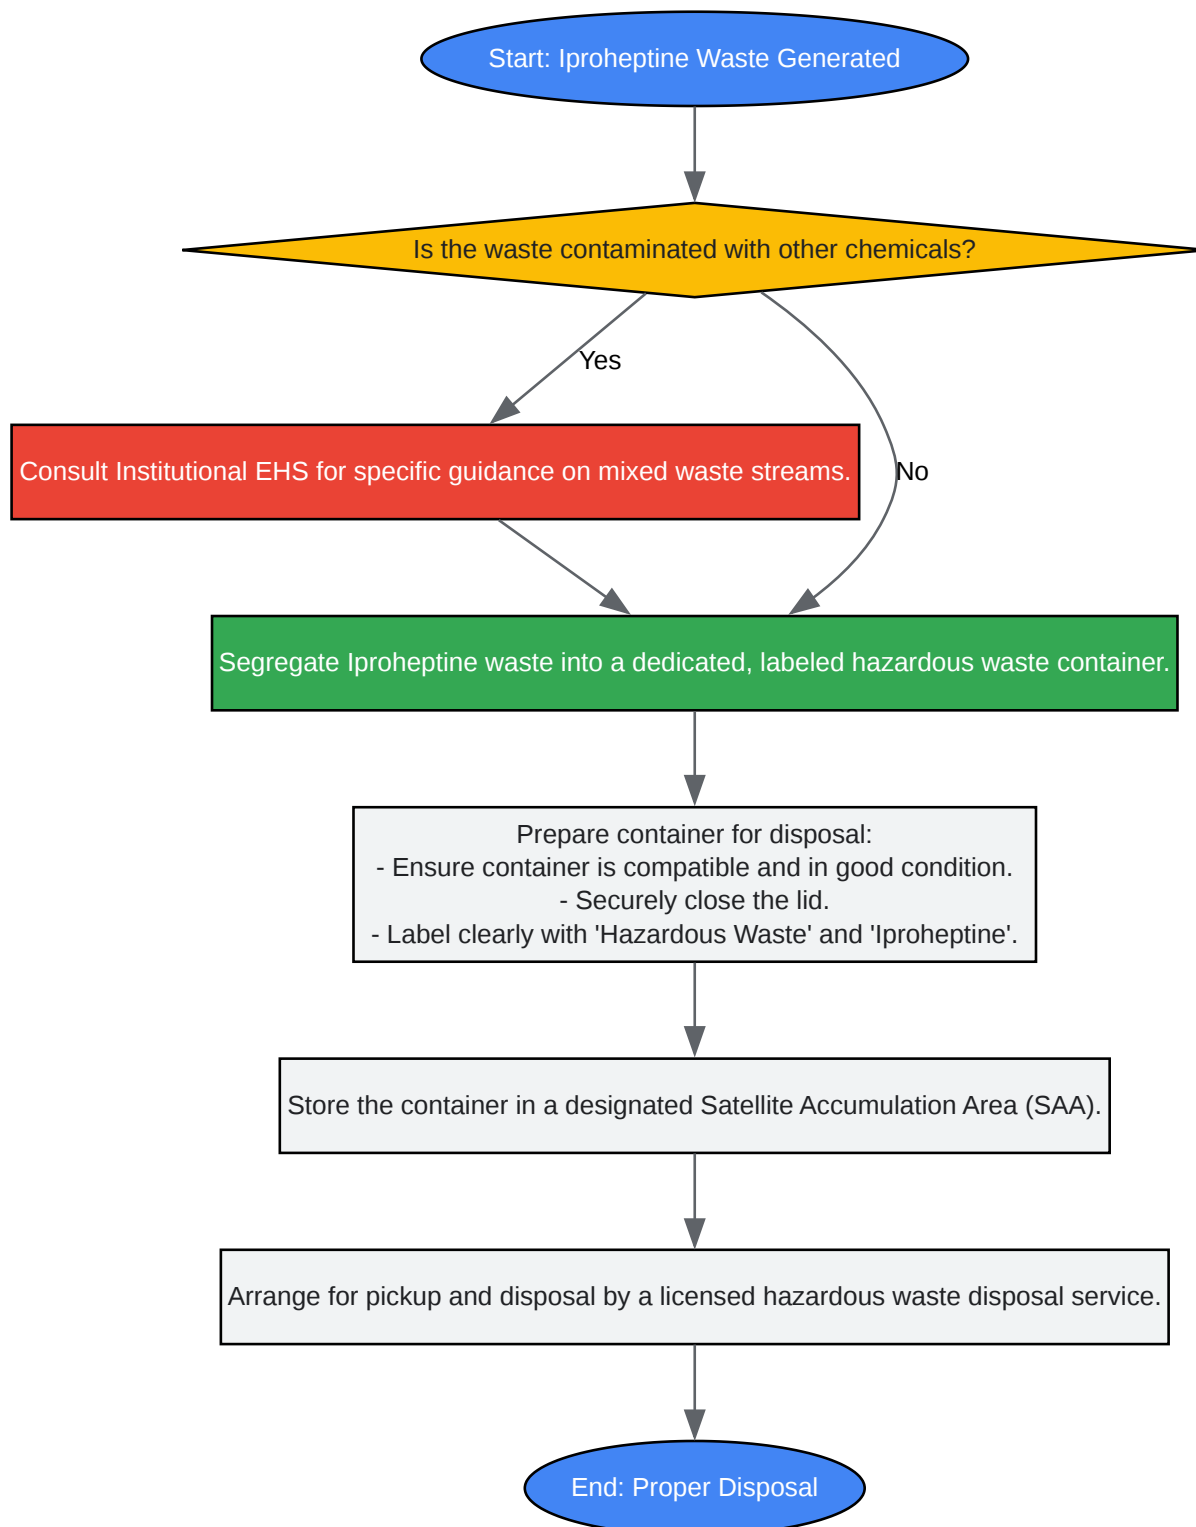 Start: Iproheptine Waste Generated
Is the waste contaminated with other chemicals?
Yes
Consult Institutional EHS for specific guidance on mixed waste streams.
No
Segregate Iproheptine waste into a dedicated, labeled hazardous waste container.
Prepare container for disposal:
- Ensure container is compatible and in good condition.
- Securely close the lid.
- Label clearly with 'Hazardous Waste' and 'Iproheptine'.
Store the container in a designated Satellite Accumulation Area (SAA).
Arrange for pickup and disposal by a licensed hazardous waste disposal service.
End: Proper Disposal